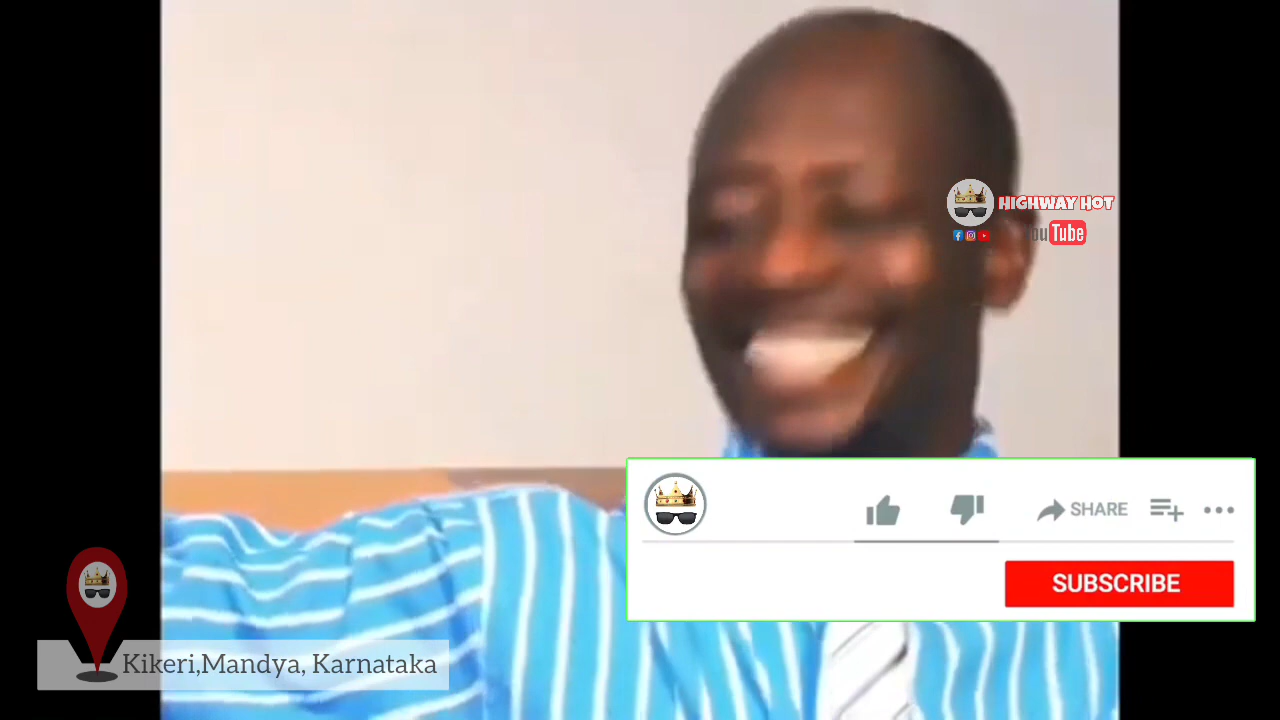 HIGHWAY HOT
YouTube
SHARE
SUBSCRIBE
Kikeri,Mandya, Karnataka